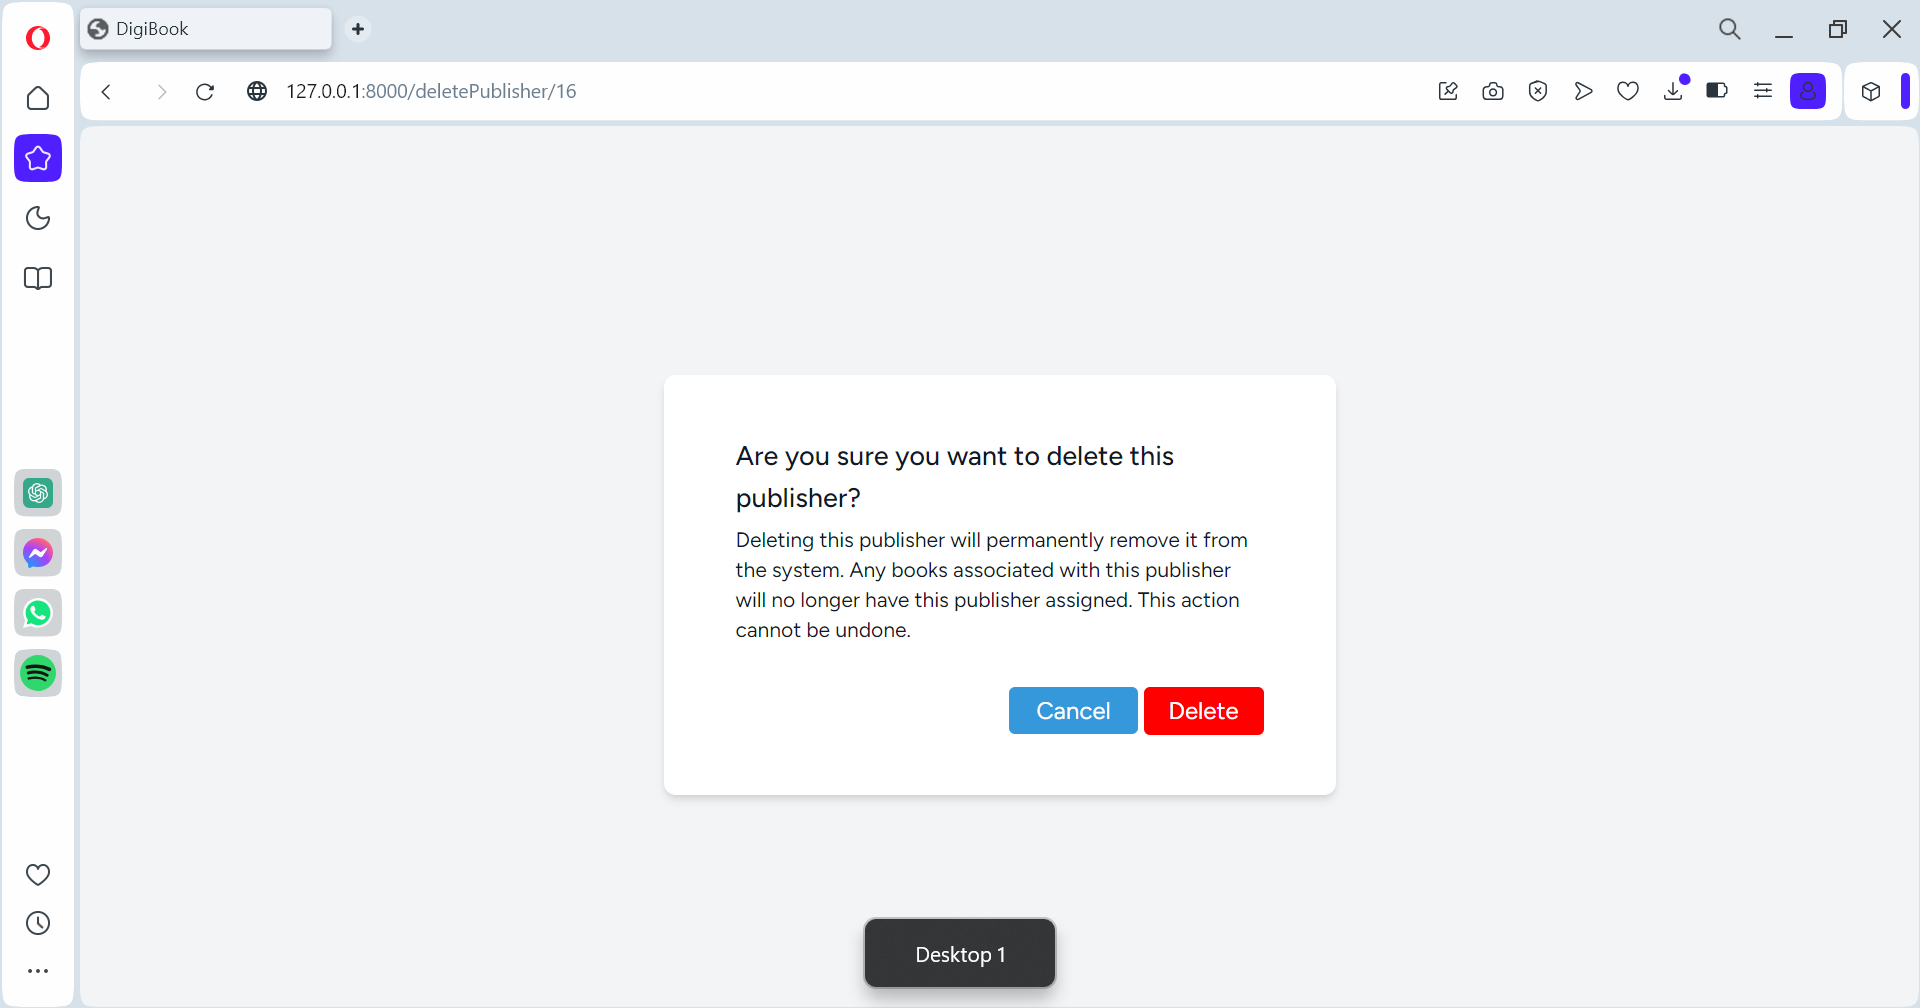 DigiBook
127.0.0.1:8000/deletePublisher/16
Are you sure you want to delete this
publisher?
Deleting this publisher will permanently remove it from
the system. Any books associated with this publisher
will no longer have this publisher assigned. This action
cannot be undone.
Cancel Delete
Desktop 1